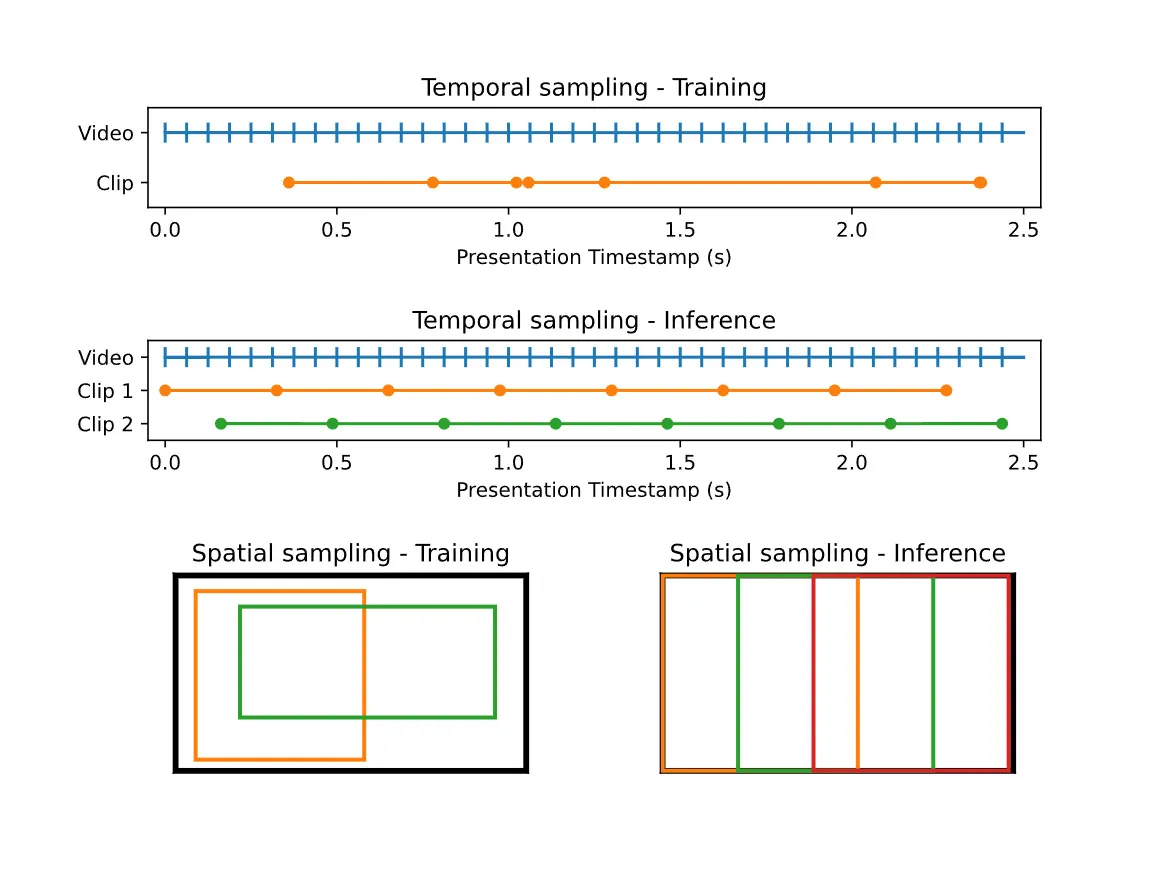 Temporal sampling - Training
Video
Clip
0.0 0.5 1.0 1.5 2.0 2.5
Presentation Timestamp (s)
Temporal sampling - Inference
Video
Clip 1
Clip 2
0.0 0.5 1.0 1.5 2.0 2.5
Presentation Timestamp (s)
Spatial sampling - Training
Spatial sampling - Inference